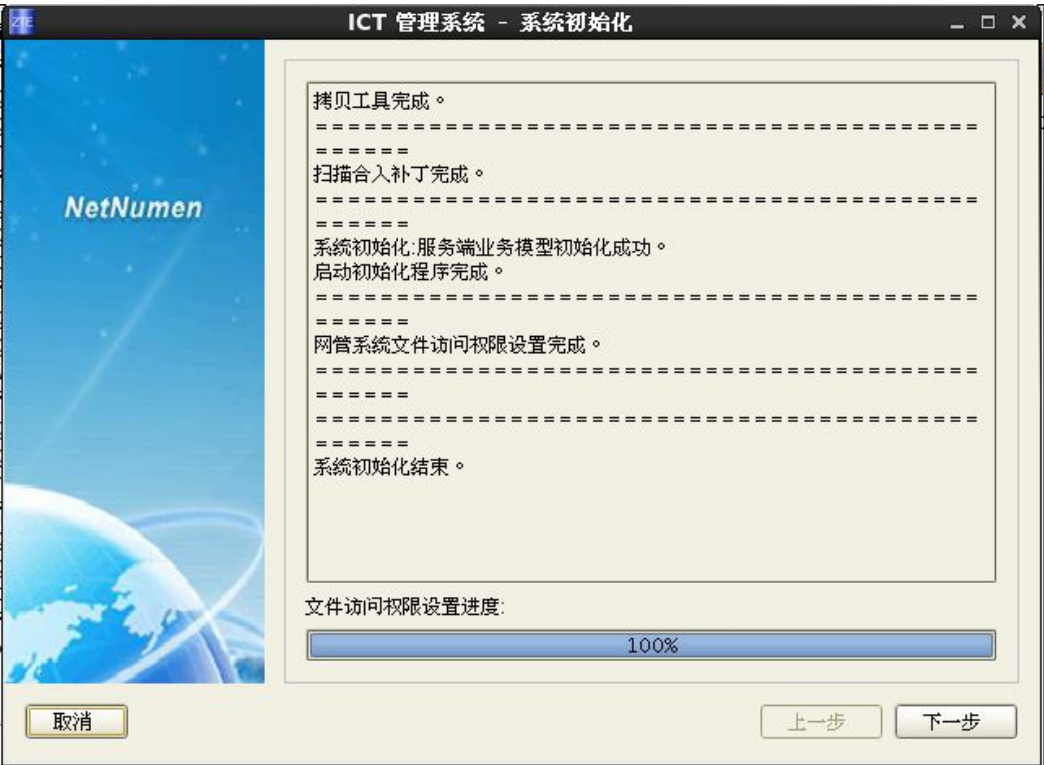 ZTE
ICT 管理系统 - 系统初始化
NetNumen
拷贝工具完成。
=========================================
======
扫描合入补丁完成。
=========================================
======
系统初始化:服务端业务模型初始化成功。
启动初始化程序完成。
=========================================
======
网管系统文件访问权限设置完成。
=========================================
======
=========================================
======
系统初始化结束。
文件访问权限设置进度:
100%
取消
上一步
下一步